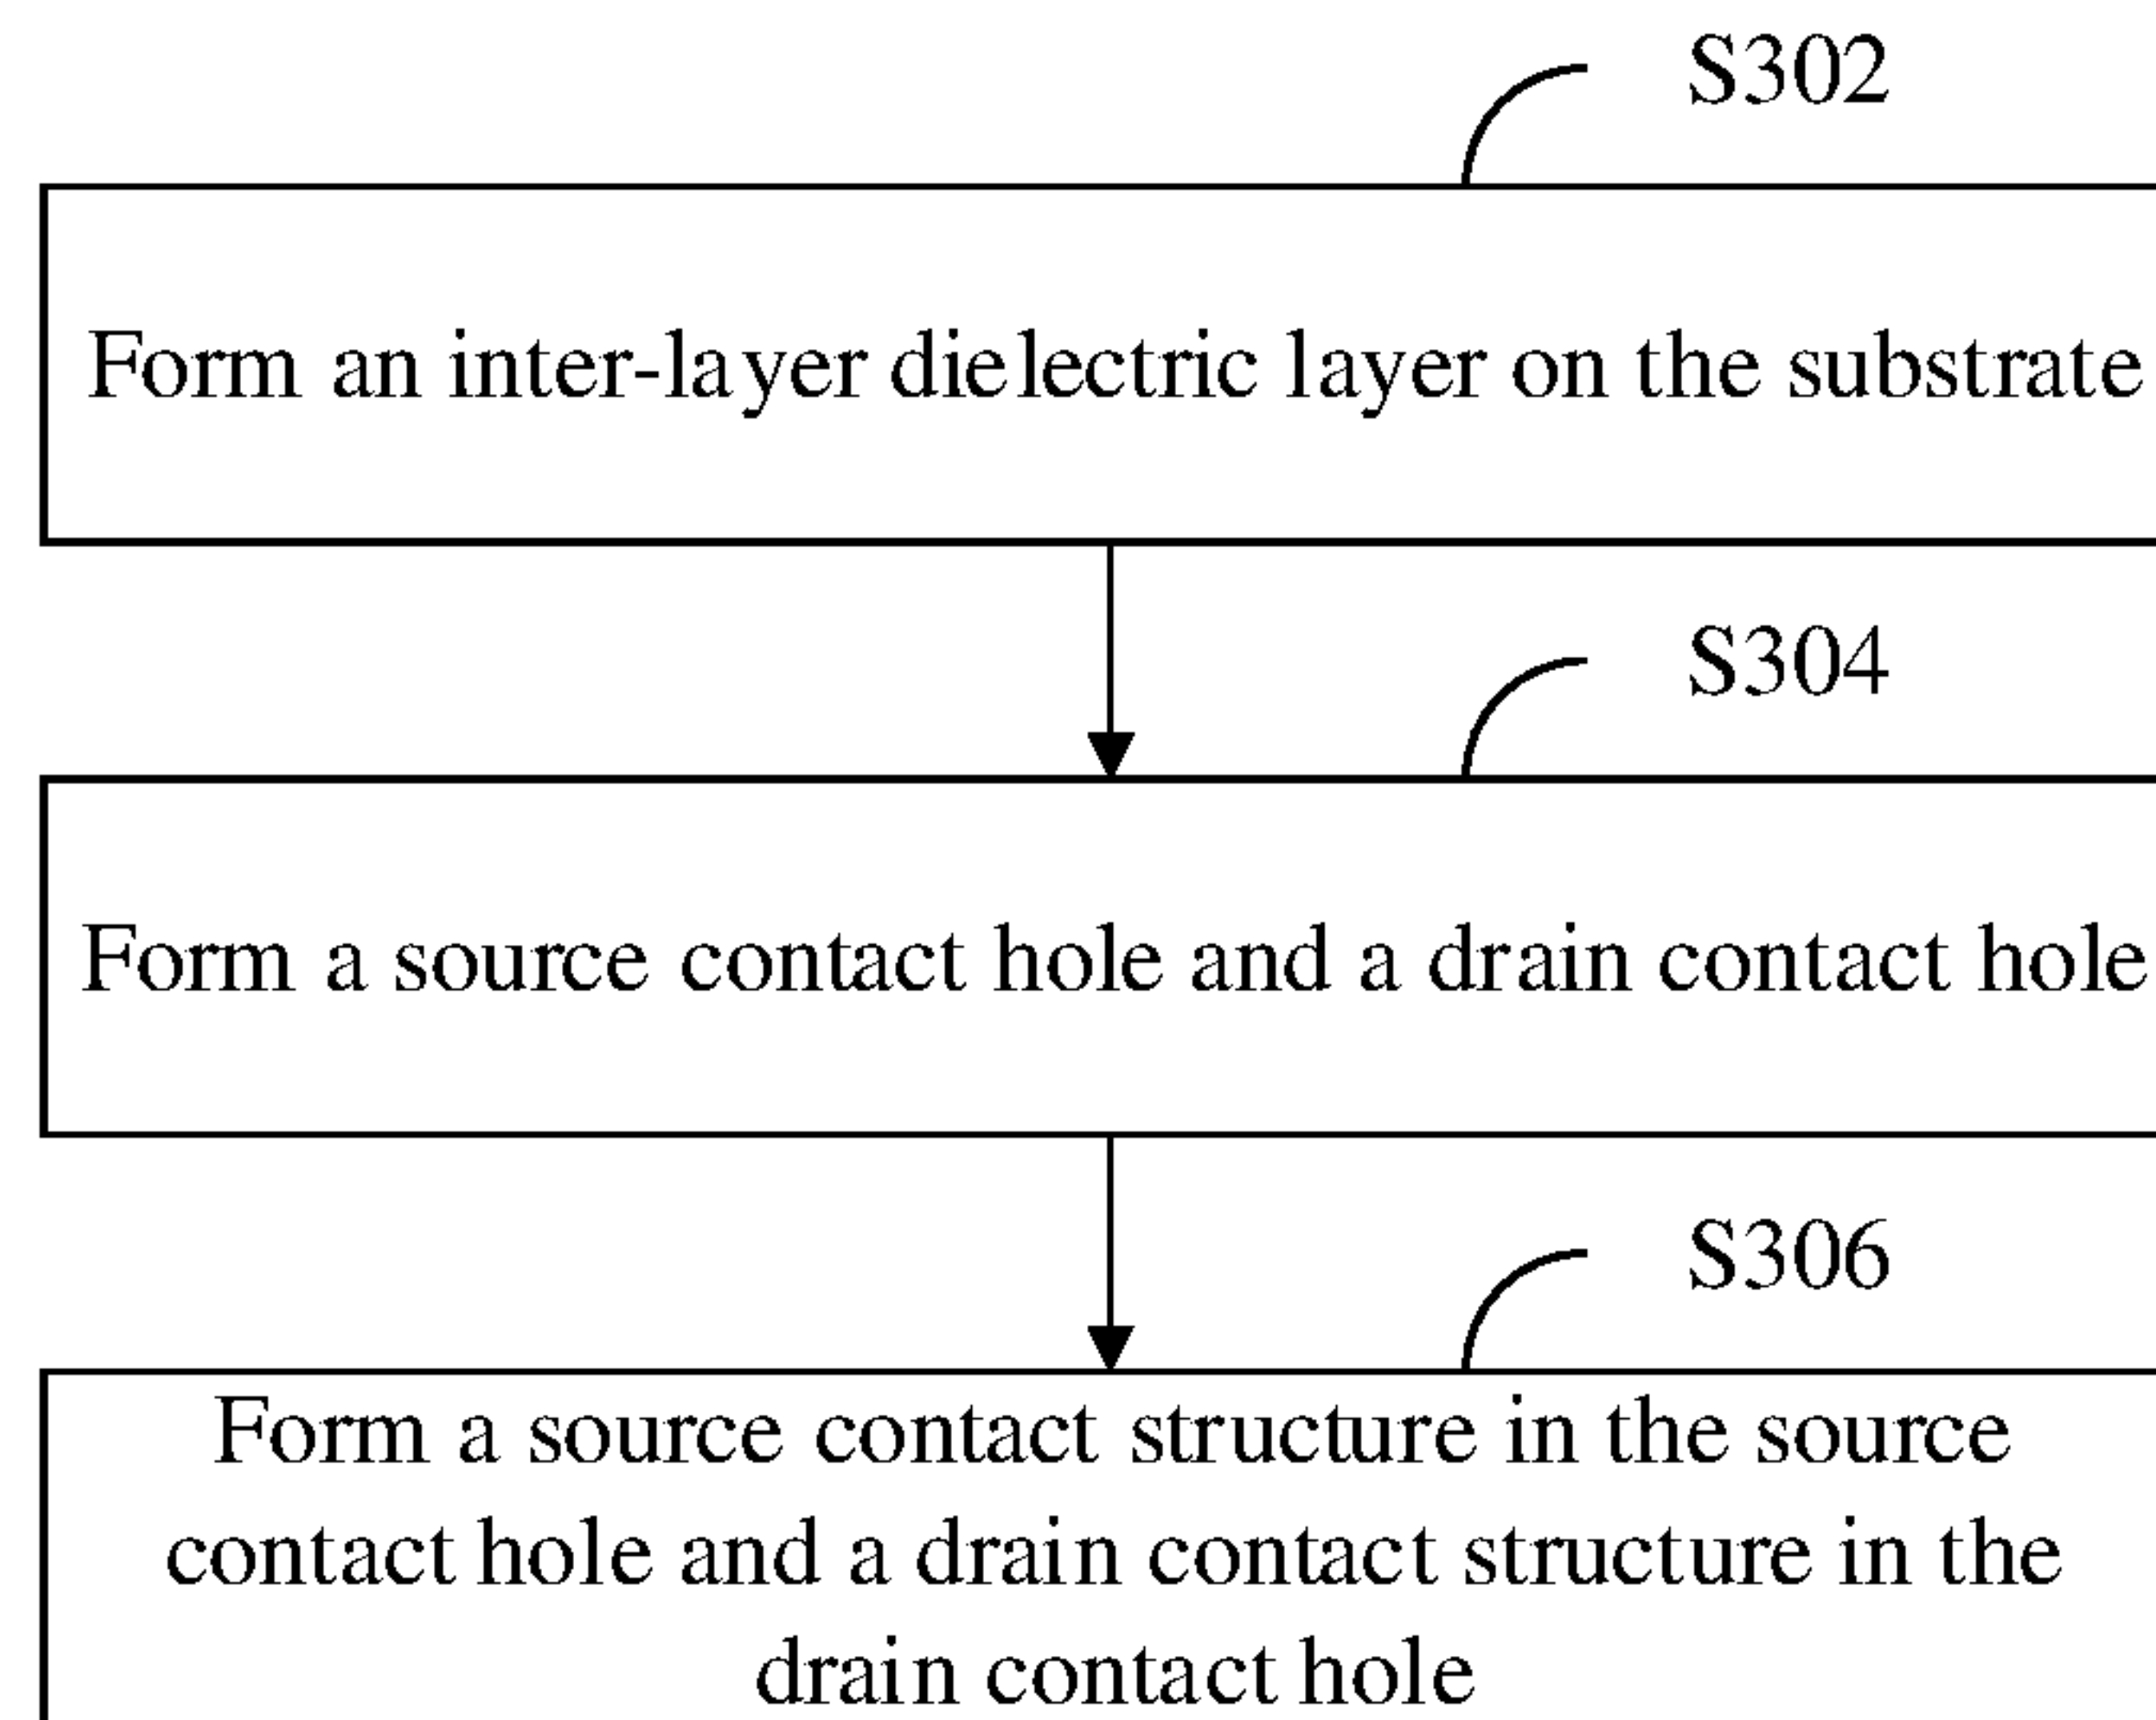 S302
Form an inter-layer dielectric layer on the substrate
S304
Form a source contact hole and a drain contact hole
S306
Form a source contact structure in the source
contact hole and a drain contact structure in the
drain contact hole